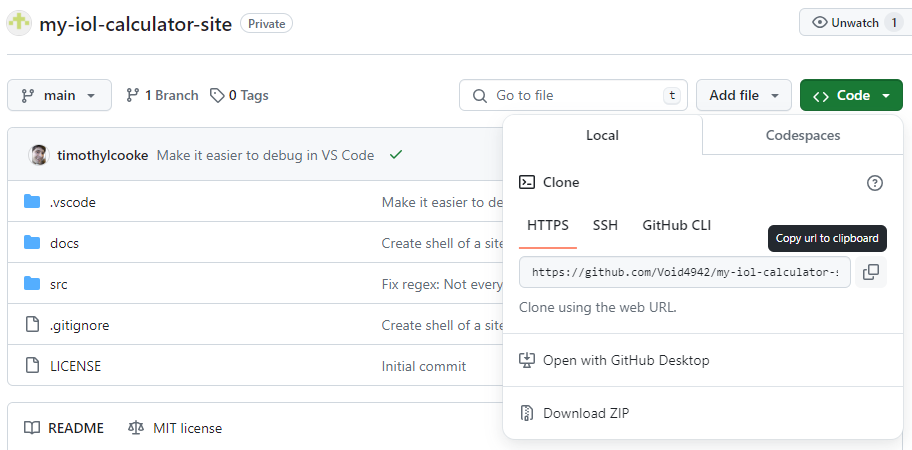 my-iol-calculator-site Private
Unwatch 1
main 1 Branch 0 Tags
Go to file t
Add file
Code
timothylcooke Make it easier to debug in VS Code
.vscode Make it easier to de
docs Create shell of a site
src Fix regex: Not every
.gitignore Create shell of a site
LICENSE Initial commit
README MIT license
Local Codespaces
Clone
HTTPS SSH GitHub CLI
Copy url to clipboard
https://github.com/Void4942/my-iol-calculator-s
Clone using the web URL.
Open with GitHub Desktop
Download ZIP